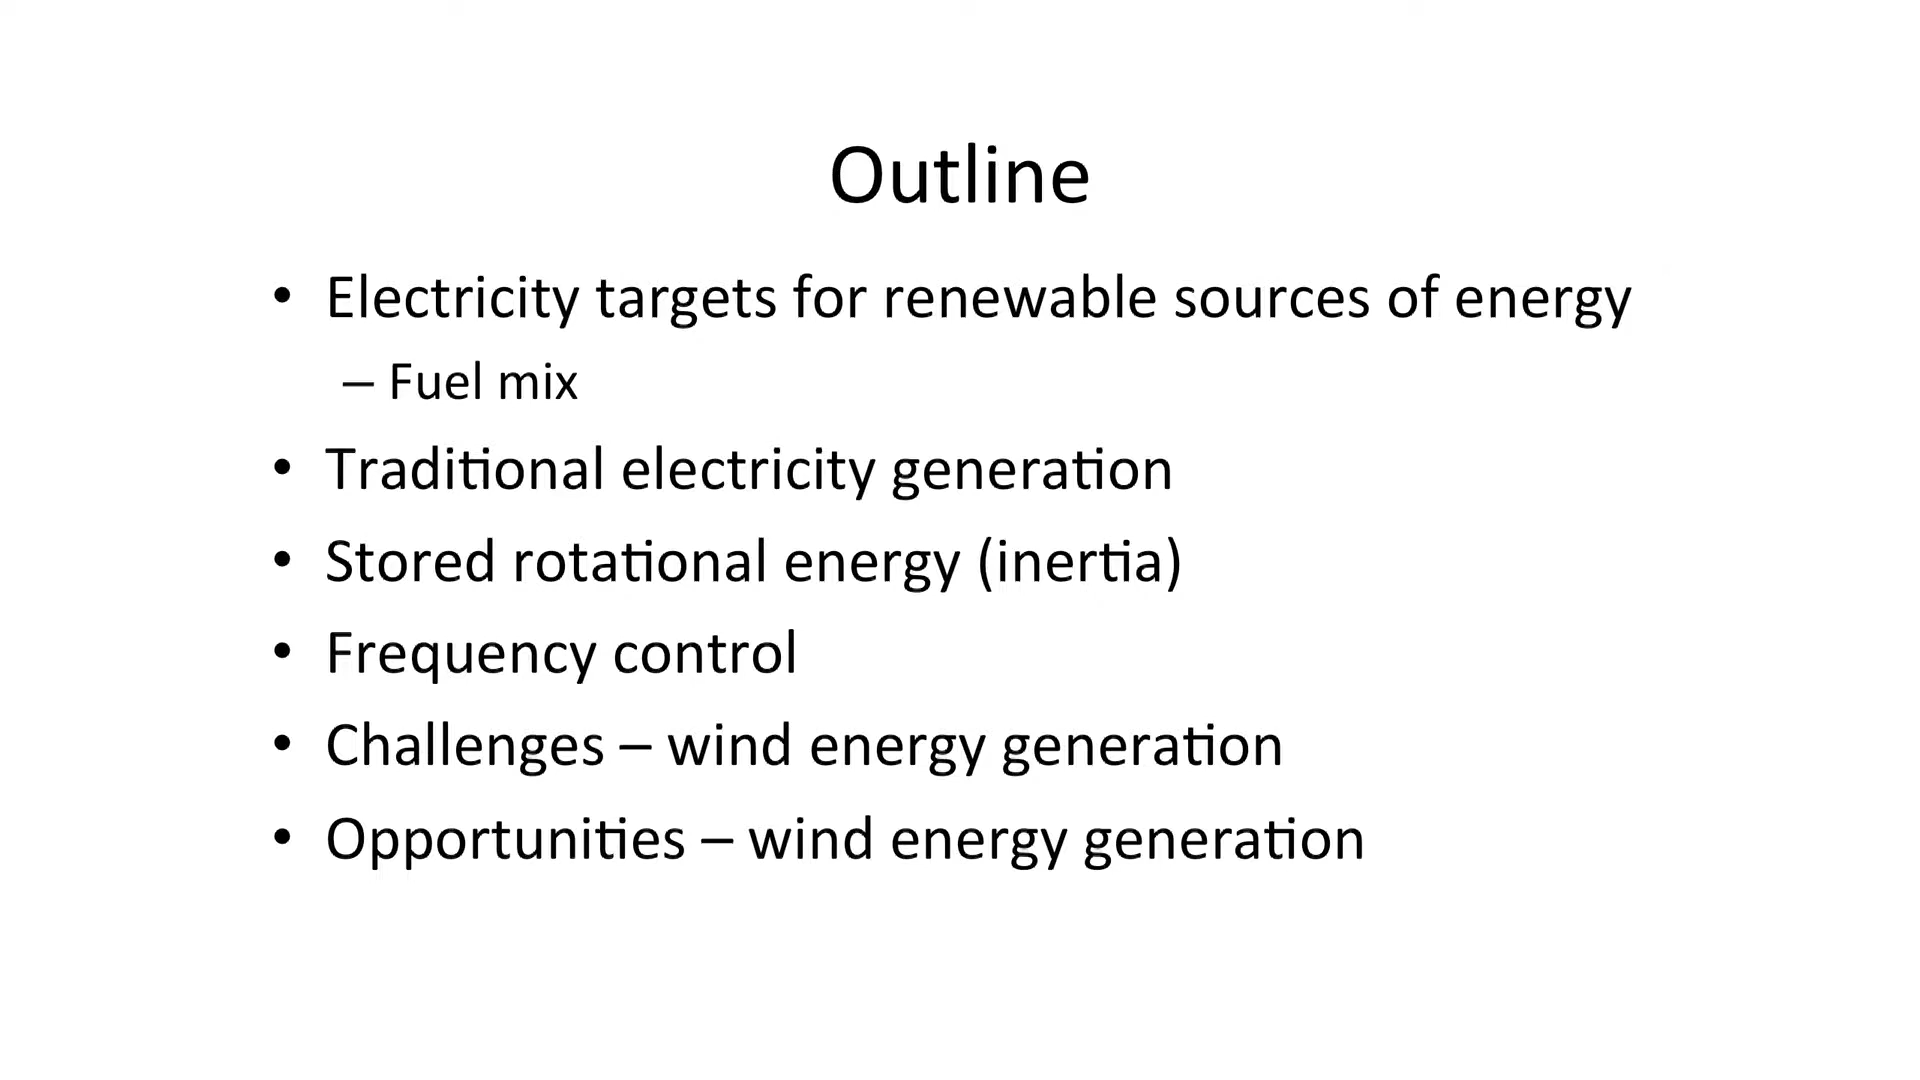 Outline
• Electricity targets for renewable sources of energy
– Fuel mix
• Traditional electricity generation
• Stored rotational energy (inertia)
• Frequency control
• Challenges – wind energy generation
• Opportunities – wind energy generation